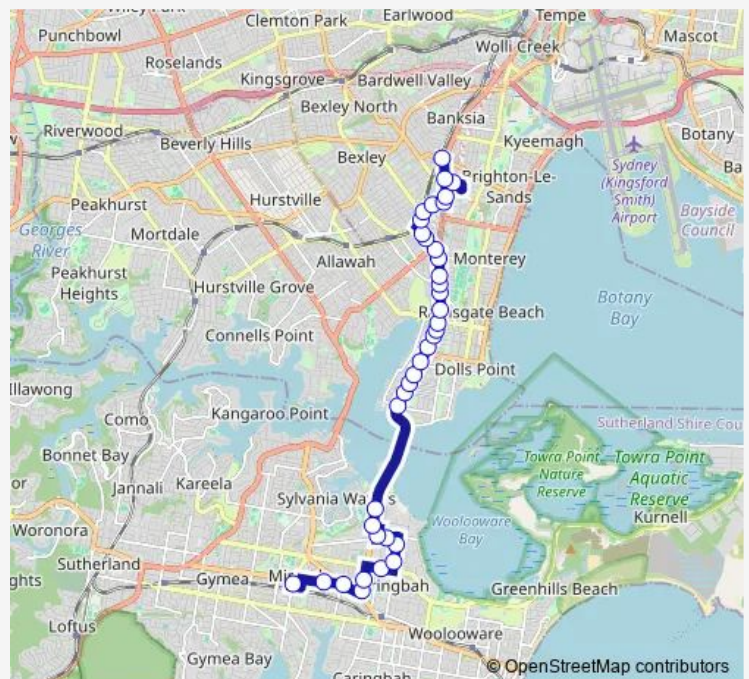 Clemton Park
Earlwood
Tempe
Punchbowl
Wolli Creek
Mascot
Roselands
Kingsgrove
Bardwell Valley
Bexley North
Banksia
Riverwood
Beverly Hills
Kyeemagh
Botany
Bexley
Sydney
(Kingsford
Smith)
Airport
Brighton-Le-
Sands
Peakhurst
Hurstville
Bayside
Council
Georges
River
Mortdale
Allawah
Monterey
Peakhurst
Heights
Hurstville Grove
Botany
Bay
Connells Point
Dolls Point
Illawong
Como
Kangaroo Point
Sutherland Shire Cou
Bonnet Bay
Towra Point
Nature
Reserve
Towra Point
Aquatic
Reserve
Jannali
Kareela
Kurnell
Woronora
Woolooware
Bay
Sutherland
Gymea
Greenhills Beach
Loftus
Woolooware
Gymea Bay
Caringbah
© OpenStreetMap contributors